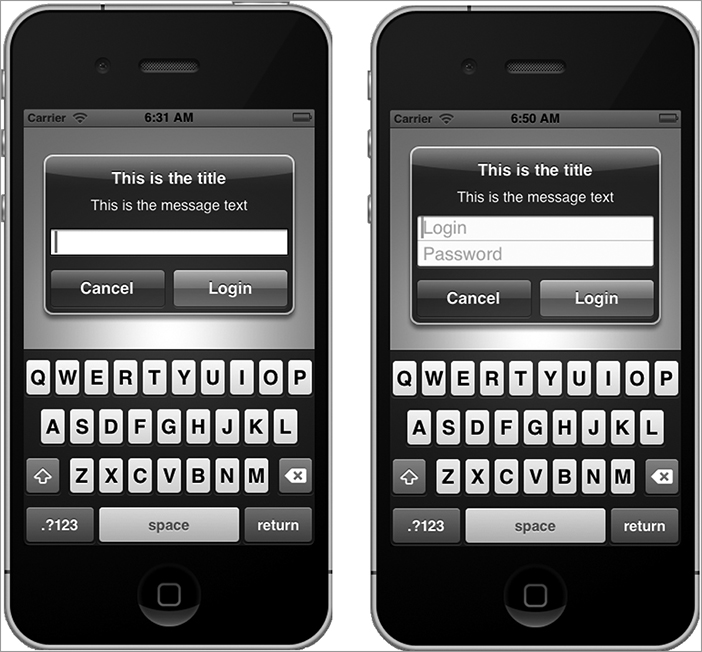 Carrier 6:31 AM
This is the title
This is the message text
Cancel Login
Q W E R T Y U I O P
A S D F G H J K L
Z X C V B N M
.?123 space return
Carrier 6:50 AM
This is the title
This is the message text
Login
Password
Cancel Login
Q W E R T Y U I O P
A S D F G H J K L
Z X C V B N M
.?123 space return